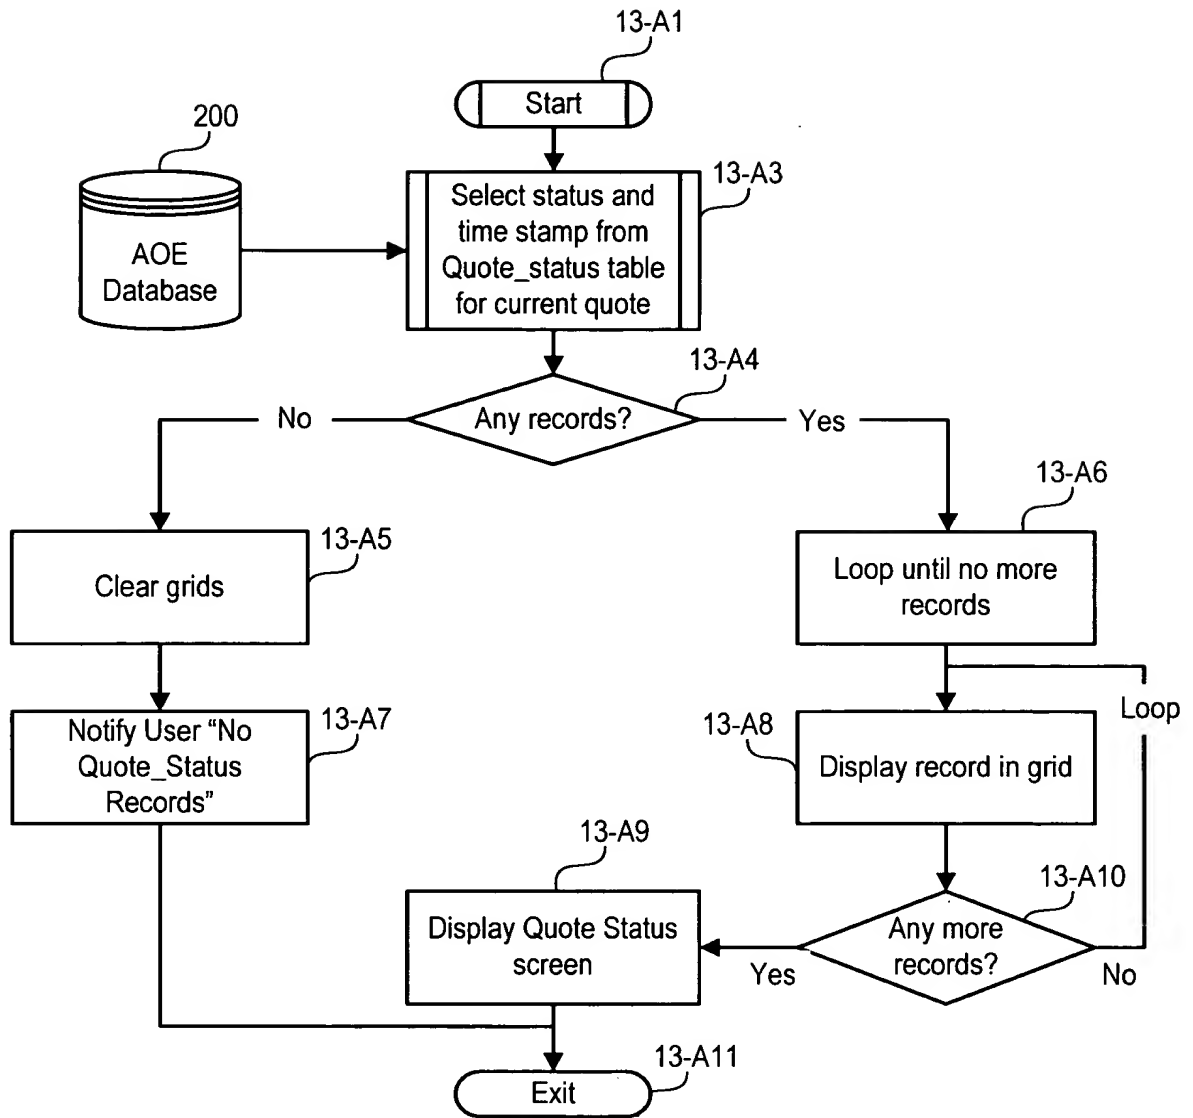 13-A1
Start
200
AOE
Database
13-A3
Select status and
time stamp from
Quote_status table
for current quote
13-A4
Any records?
No
Yes
13-A5
Clear grids
13-A6
Loop until no more
records
13-A7
Notify User “No
Quote_Status
Records”
Loop
13-A8
Display record in grid
13-A9
Display Quote Status
screen
13-A10
Any more
records?
Yes
No
13-A11
Exit